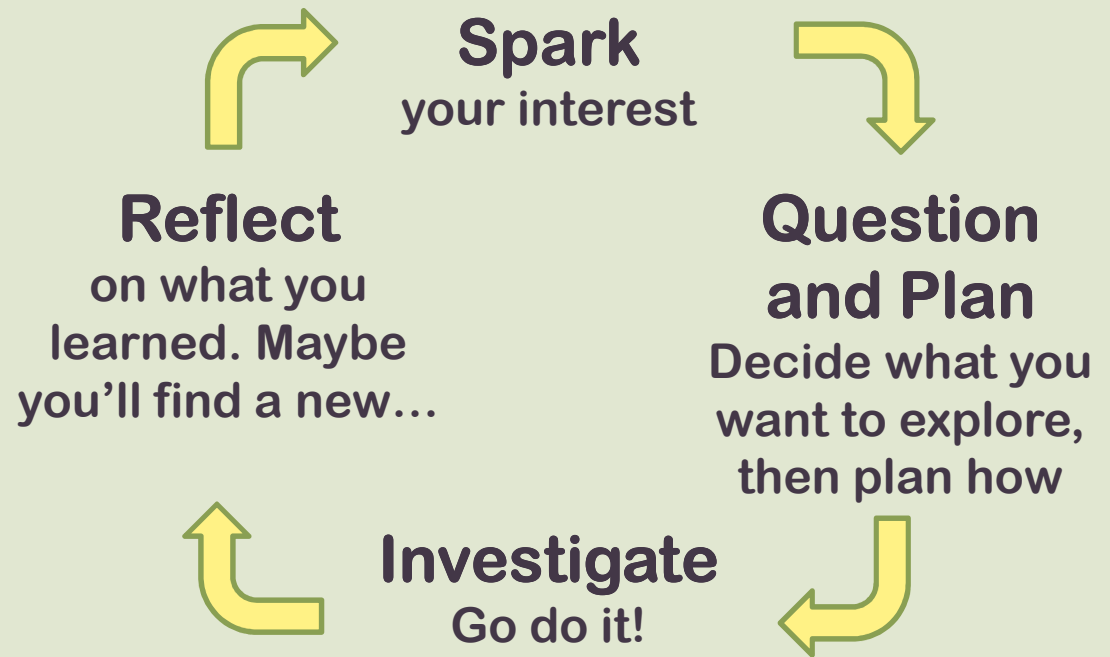 Spark
your interest
Question
and Plan
Decide what you
want to explore,
then plan how
Investigate
Go do it!
Reflect
on what you
learned. Maybe
you’ll find a new…